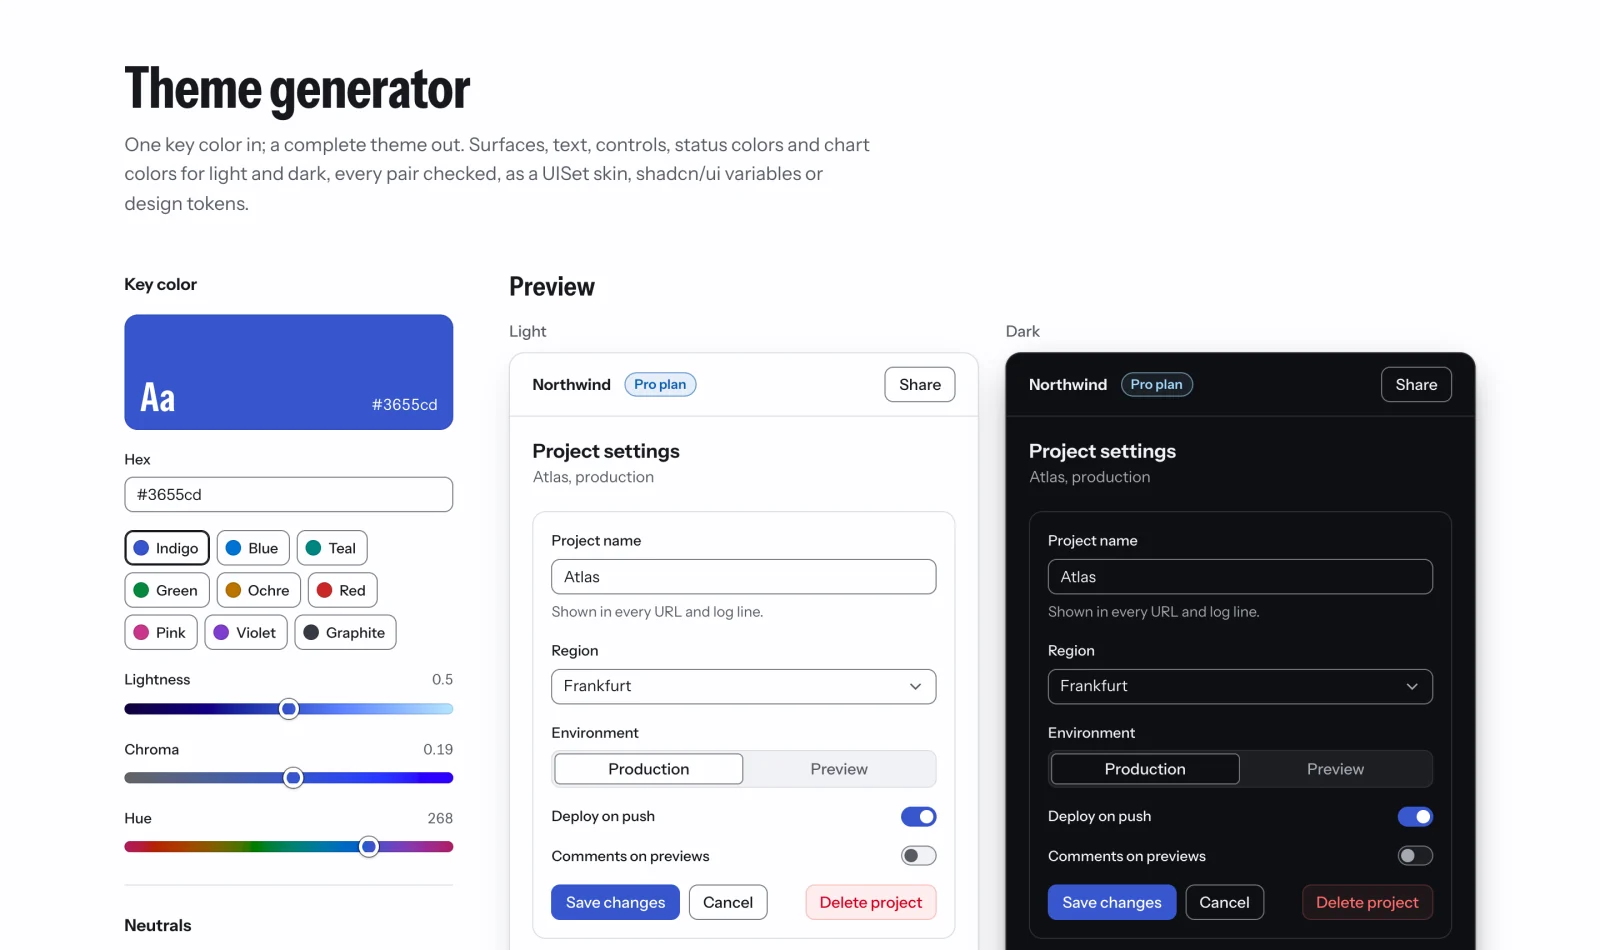 Theme generator
One key color in; a complete theme out. Surfaces, text, controls, status colors and chart
colors for light and dark, every pair checked, as a UISet skin, shadcn/ui variables or
design tokens.
Key color
Aa
#3655cd
Hex
#3655cd
Indigo
Blue
Teal
Green
Ochre
Red
Pink
Violet
Graphite
Lightness
0.5
Chroma
0.19
Hue
268
Neutrals
Preview
Light
Northwind
Pro plan
Share
Project settings
Atlas, production
Project name
Atlas
Shown in every URL and log line.
Region
Frankfurt
Environment
Production
Preview
Deploy on push
Comments on previews
Save changes
Cancel
Delete project
Dark
Northwind
Pro plan
Share
Project settings
Atlas, production
Project name
Atlas
Shown in every URL and log line.
Region
Frankfurt
Environment
Production
Preview
Deploy on push
Comments on previews
Save changes
Cancel
Delete project